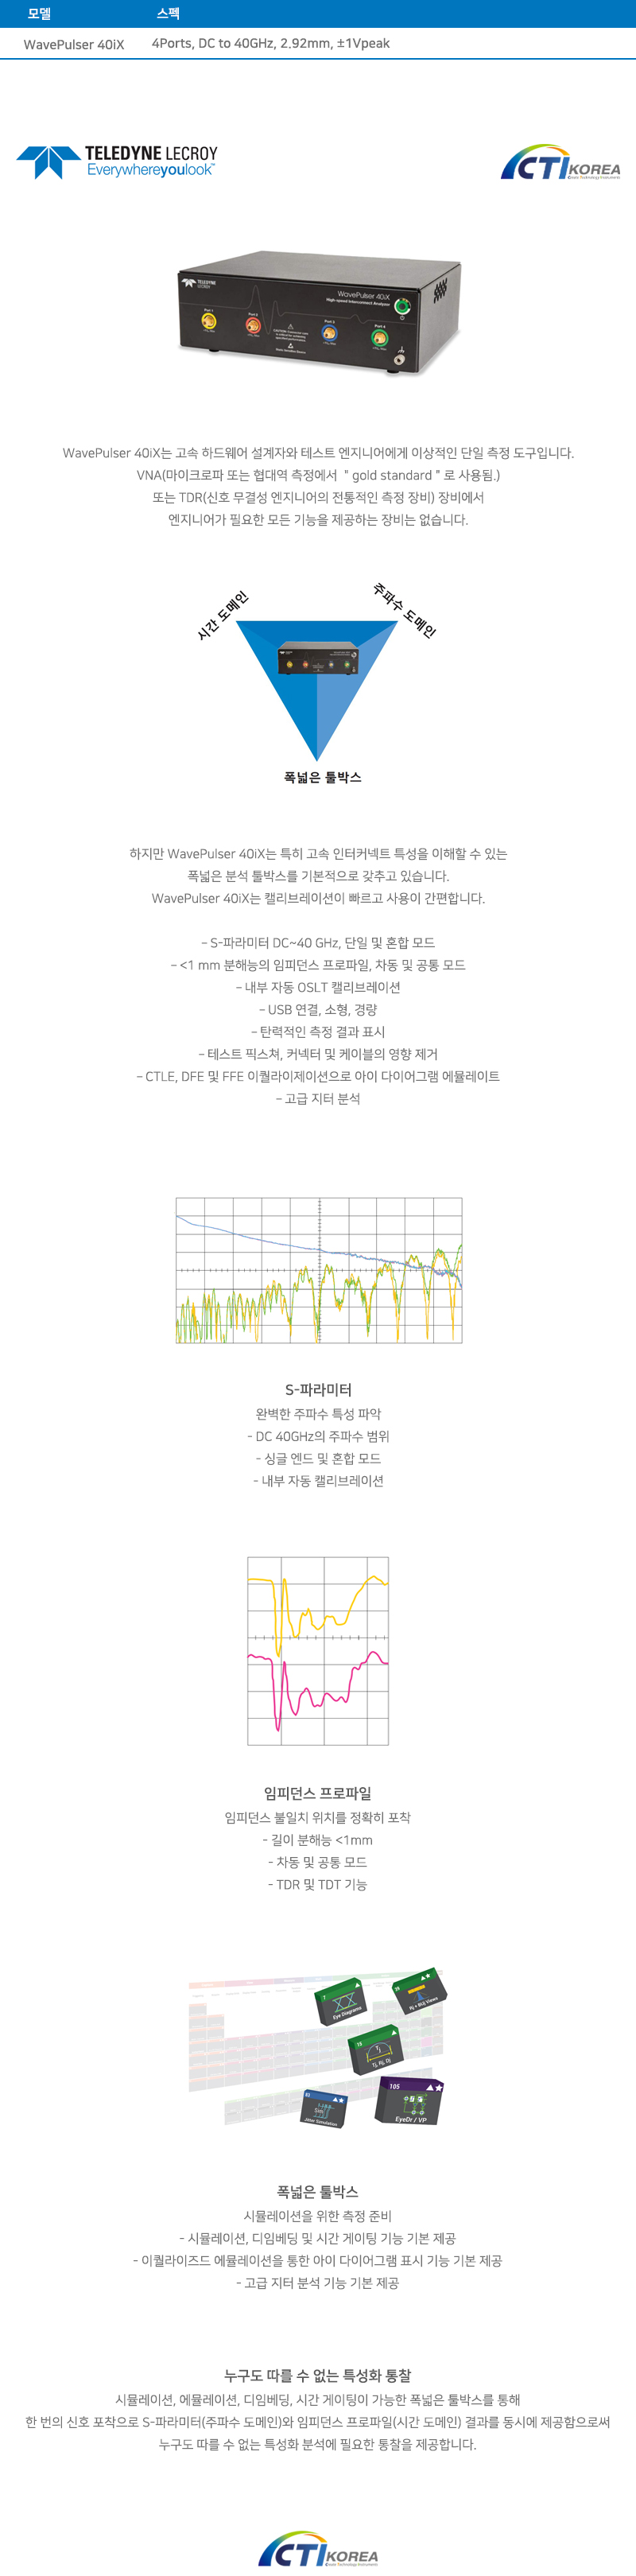 모델 스펙
WavePulser 40iX 4Ports, DC to 40GHz, 2.92mm, ±1Vpeak
TELEDYNE LECROY
Everywhereyoulook™
CTI KOREA
TELEDYNE LECROY
WavePulser 40iX
High-speed Interconnect Analyzer
Port 1
Port 2
Port 3
Port 4
WavePulser 40iX는 고속 하드웨어 설계자와 테스트 엔지니어에게 이상적인 단일 측정 도구입니다.
VNA(마이크로파 또는 협대역 측정에서 "gold standard"로 사용됨.)
또는 TDR(신호 무결성 엔지니어의 전통적인 측정 장비) 장비에서
엔지니어가 필요한 모든 기능을 제공하는 장비는 없습니다.
시간 도메인
주파수 도메인
폭넓은 툴박스
하지만 WavePulser 40iX는 특히 고속 인터커넥트 특성을 이해할 수 있는
폭넓은 분석 툴박스를 기본적으로 갖추고 있습니다.
WavePulser 40iX는 캘리브레이션이 빠르고 사용이 간편합니다.
– S-파라미터 DC~40 GHz, 단일 및 혼합 모드
– <1 mm 분해능의 임피던스 프로파일, 차동 및 공통 모드
– 내부 자동 OSLT 캘리브레이션
– USB 연결, 소형, 경량
– 탄력적인 측정 결과 표시
– 테스트 픽스쳐, 커넥터 및 케이블의 영향 제거
– CTLE, DFE 및 FFE 이퀄라이제이션으로 아이 다이어그램 에뮬레이트
– 고급 지터 분석
S-파라미터
완벽한 주파수 특성 파악
- DC 40GHz의 주파수 범위
- 싱글 엔드 및 혼합 모드
- 내부 자동 캘리브레이션
임피던스 프로파일
임피던스 불일치 위치를 정확히 포착
- 길이 분해능 <1mm
- 차동 및 공통 모드
- TDR 및 TDT 기능
7
Eye Diagrams
Rj + BUj Views
Tj
Tj, Rj, Dj
Sim
Jitter Simulation
105
EyeDr / VP
폭넓은 툴박스
시뮬레이션을 위한 측정 준비
- 시뮬레이션, 디임베딩 및 시간 게이팅 기능 기본 제공
- 이퀄라이즈드 에뮬레이션을 통한 아이 다이어그램 표시 기능 기본 제공
- 고급 지터 분석 기능 기본 제공
누구도 따를 수 없는 특성화 통찰
시뮬레이션, 에뮬레이션, 디임베딩, 시간 게이팅이 가능한 폭넓은 툴박스를 통해
한 번의 신호 포착으로 S-파라미터(주파수 도메인)와 임피던스 프로파일(시간 도메인) 결과를 동시에 제공함으로써
누구도 따를 수 없는 특성화 분석에 필요한 통찰을 제공합니다.
CTI KOREA